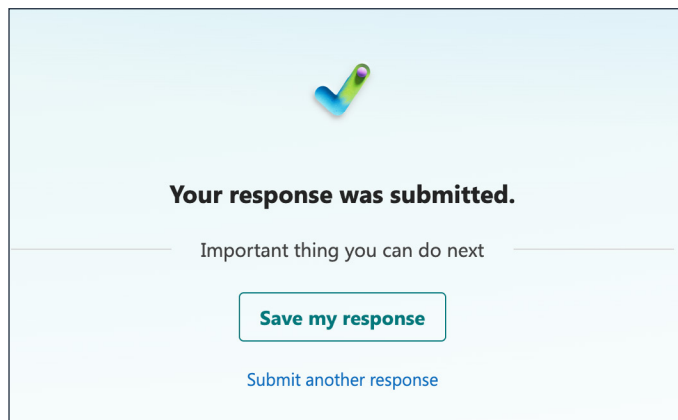 Your response was submitted.
Important thing you can do next
Save my response
Submit another response